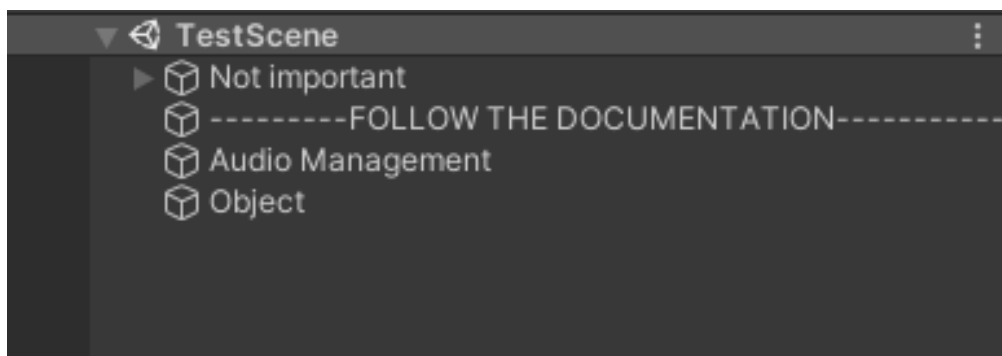 TestScene
Not important
---------FOLLOW THE DOCUMENTATION-----------
Audio Management
Object